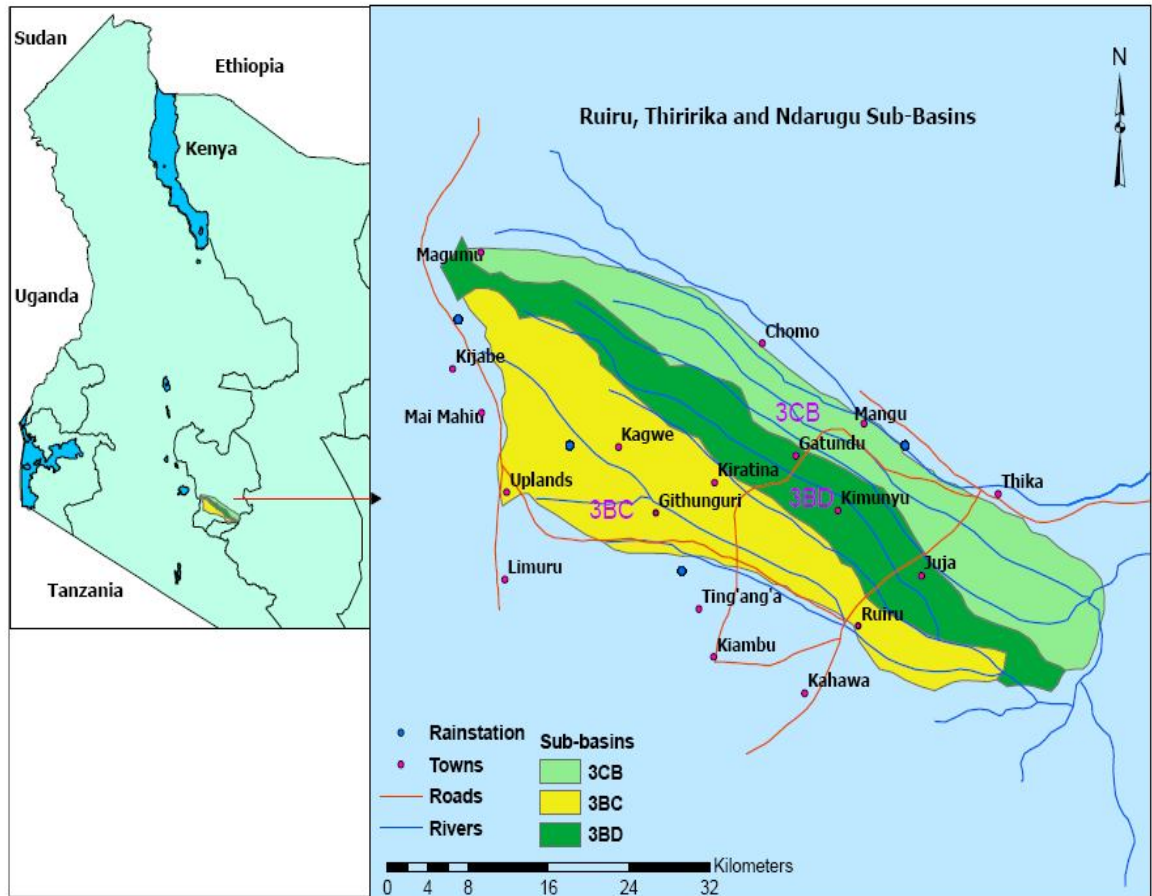 Sudan
Ethiopia
Kenya
Uganda
Tanzania
N
Ruiru, Thiririka and Ndarugu Sub-Basins
Magumu
Chomo
Kijabe
Mai Mahiu
3CB
Mangu
Kagwe
Gatundu
Kiratina
Thika
Uplands
3BC
Githunguri
3BD
Kimunyu
Limuru
Juja
Ting'ang'a
Ruiru
Kiambu
Kahawa
Rainstation
Towns
Roads
Rivers
Sub-basins
3CB
3BC
3BD
Kilometers
0 4 8 16 24 32